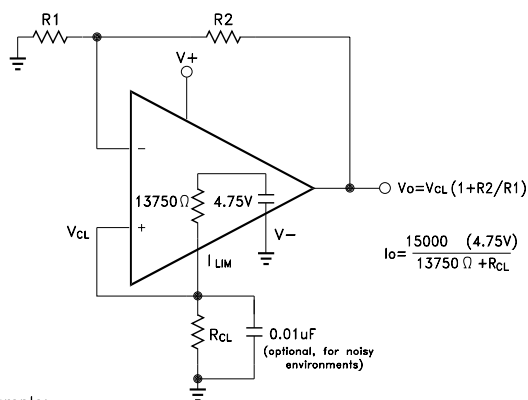 R1
R2
V+
−
13750Ω 4.75V
VO=VCL (1+R2/R1)
VCL
+
V−
ILIM
IO= 15000 (4.75V)
13750 Ω +RCL
RCL
0.01uF
(optional, for noisy
environments)